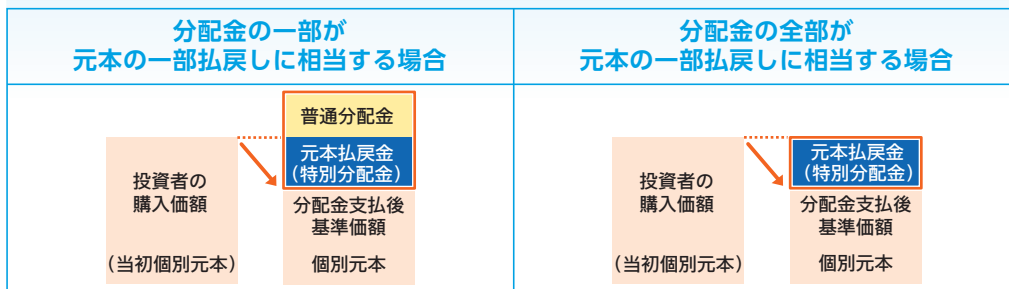 分配金の一部が
元本の一部払戻しに相当する場合
普通分配金
元本払戻金
(特別分配金)
投資者の
購入価額
(当初個別元本)
分配金支払後
基準価額
個別元本
分配金の全部が
元本の一部払戻しに相当する場合
元本払戻金
(特別分配金)
投資者の
購入価額
(当初個別元本)
分配金支払後
基準価額
個別元本